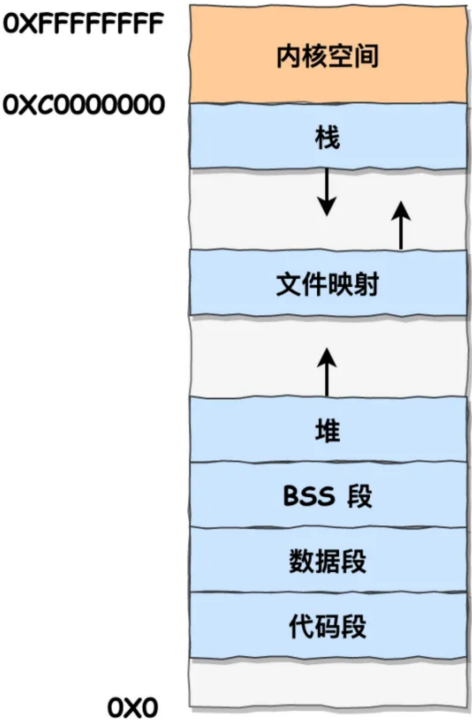 0XFFFFFFFF
内核空间
0XC0000000
栈
文件映射
堆
BSS 段
数据段
代码段
0X0